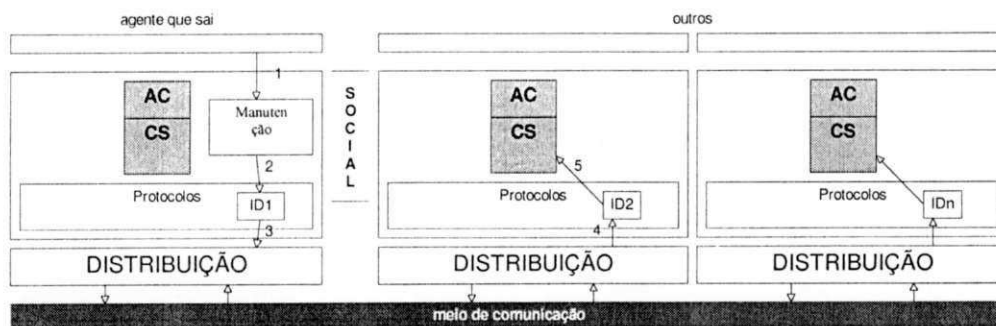 agente que sai
outros
1
AC
CS
Manuten
ção
2
Protocolos
ID1
3
DISTRIBUIÇÃO
SOCIAL
AC
CS
5
Protocolos
ID2
4
DISTRIBUIÇÃO
AC
CS
Protocolos
IDn
DISTRIBUIÇÃO
meio de comunicação